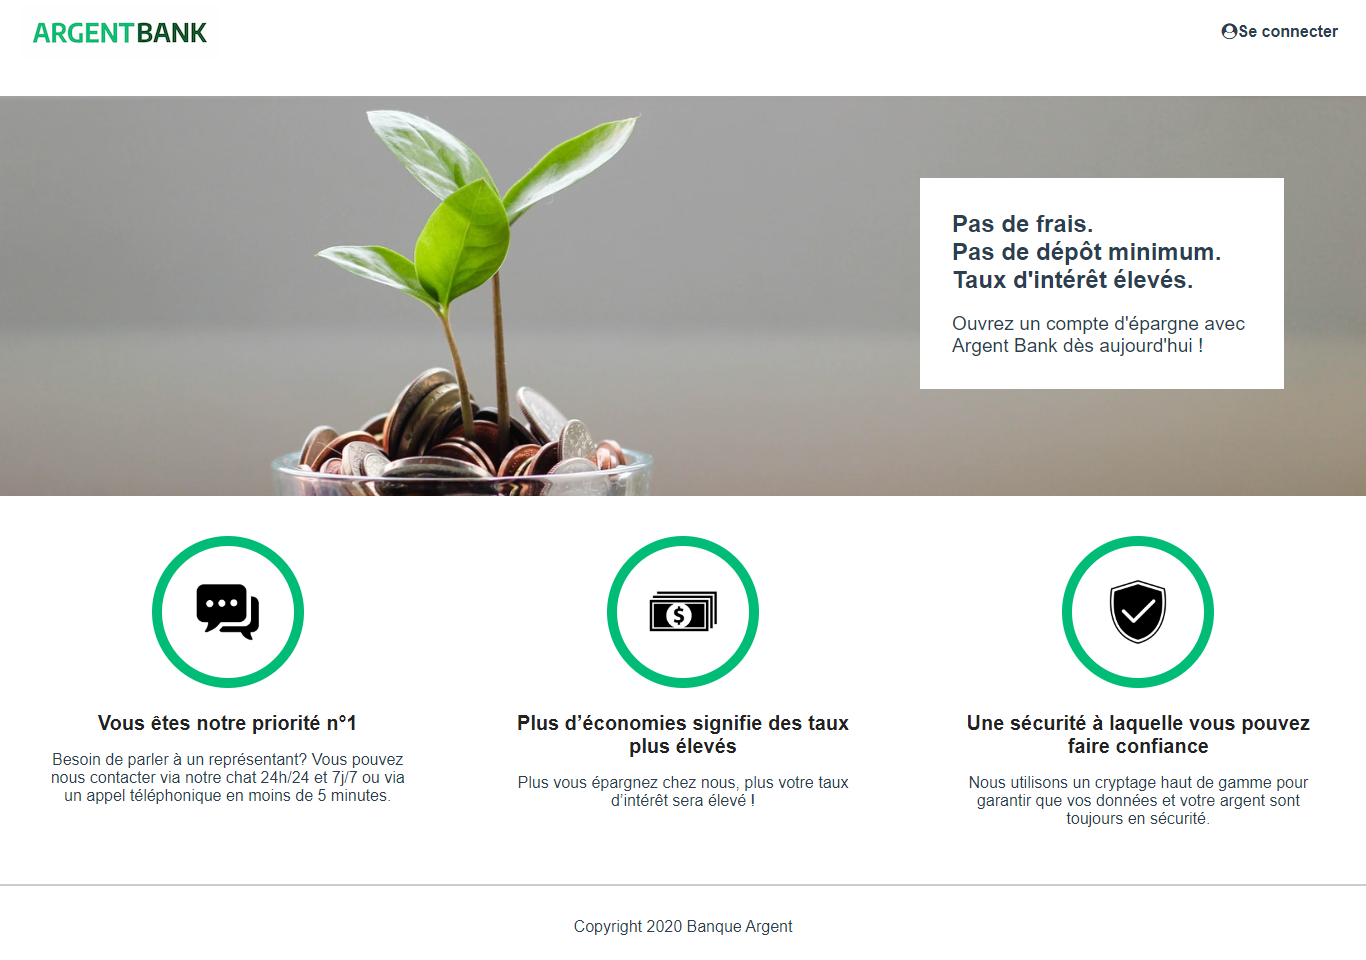 ARGENTBANK
Se connecter
Pas de frais.
Pas de dépôt minimum.
Taux d'intérêt élevés.
Ouvrez un compte d'épargne avec
Argent Bank dès aujourd'hui !
$
Vous êtes notre priorité n°1
Besoin de parler à un représentant? Vous pouvez
nous contacter via notre chat 24h/24 et 7j/7 ou via
un appel téléphonique en moins de 5 minutes.
Plus d’économies signifie des taux
plus élevés
Plus vous épargnez chez nous, plus votre taux
d’intérêt sera élevé !
Une sécurité à laquelle vous pouvez
faire confiance
Nous utilisons un cryptage haut de gamme pour
garantir que vos données et votre argent sont
toujours en sécurité.
Copyright 2020 Banque Argent